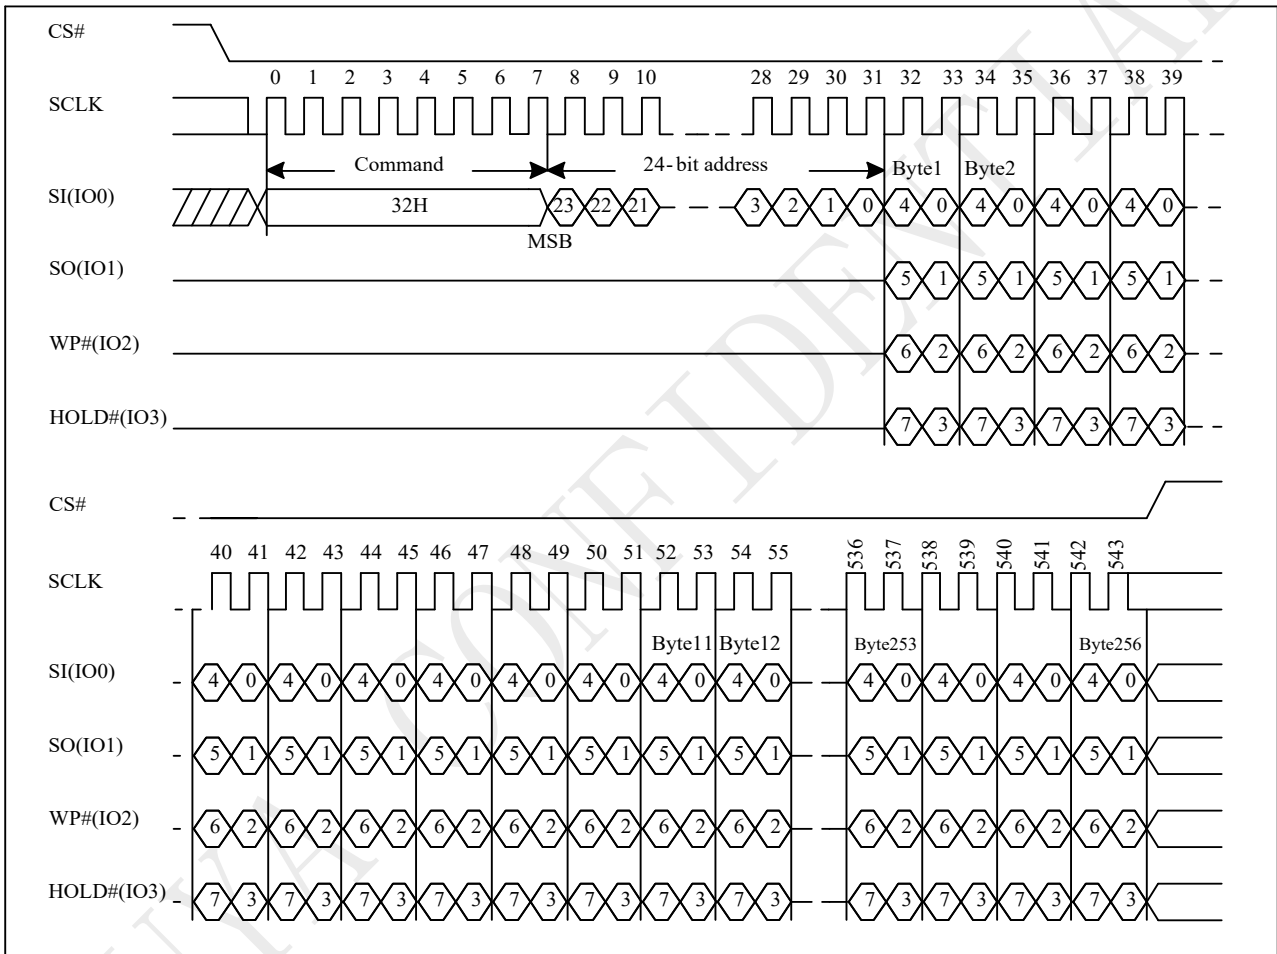 CS#
0 1 2 3 4 5 6 7 8 9 10 28 29 30 31 32 33 34 35 36 37 38 39
SCLK
Command 24-bit address Byte1 Byte2
SI(IO0) 32H 23 22 21 3 2 1 0 4 0 4 0 4 0 4 0
MSB
SO(IO1) 5 1 5 1 5 1 5 1
WP#(IO2) 6 2 6 2 6 2 6 2
HOLD#(IO3) 7 3 7 3 7 3 7 3
CS#
40 41 42 43 44 45 46 47 48 49 50 51 52 53 54 55 536 537 538 539 540 541 542 543
SCLK
Byte11 Byte12 Byte253 Byte256
SI(IO0) 4 0 4 0 4 0 4 0 4 0 4 0 4 0 4 0 4 0 4 0 4 0 4 0
SO(IO1) 5 1 5 1 5 1 5 1 5 1 5 1 5 1 5 1 5 1 5 1 5 1 5 1
WP#(IO2) 6 2 6 2 6 2 6 2 6 2 6 2 6 2 6 2 6 2 6 2 6 2 6 2
HOLD#(IO3) 7 3 7 3 7 3 7 3 7 3 7 3 7 3 7 3 7 3 7 3 7 3 7 3
CONFIDENTIAL